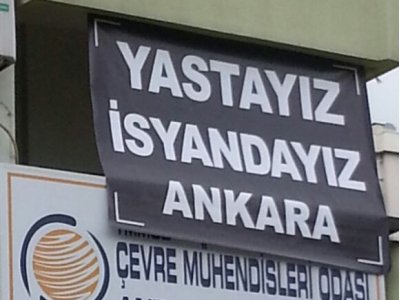 YASTAYIZ
İSYANDAYIZ
ANKARA
ÇEVRE MÜHENDİSLERİ ODASI